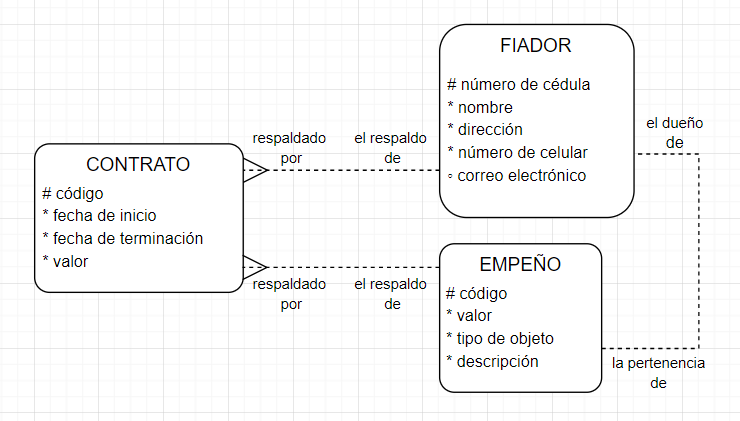 FIADOR
# número de cédula
* nombre
* dirección
* número de celular
◦ correo electrónico
el dueño
de
respaldado
por
el respaldo
de
CONTRATO
# código
* fecha de inicio
* fecha de terminación
* valor
respaldado
por
el respaldo
de
EMPEÑO
# código
* valor
* tipo de objeto
* descripción
la pertenencia
de